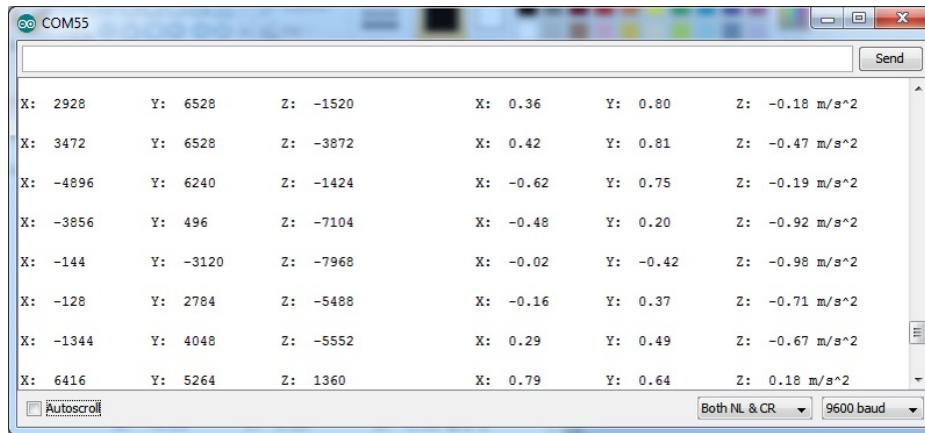 COM55
Send
X: 2928 Y: 6528 Z: -1520 X: 0.36 Y: 0.80 Z: -0.18 m/s^2
X: 3472 Y: 6528 Z: -3872 X: 0.42 Y: 0.81 Z: -0.47 m/s^2
X: -4896 Y: 6240 Z: -1424 X: -0.62 Y: 0.75 Z: -0.19 m/s^2
X: -3856 Y: 496 Z: -7104 X: -0.48 Y: 0.20 Z: -0.92 m/s^2
X: -144 Y: -3120 Z: -7968 X: -0.02 Y: -0.42 Z: -0.98 m/s^2
X: -128 Y: 2784 Z: -5488 X: -0.16 Y: 0.37 Z: -0.71 m/s^2
X: -1344 Y: 4048 Z: -5552 X: 0.29 Y: 0.49 Z: -0.67 m/s^2
X: 6416 Y: 5264 Z: 1360 X: 0.79 Y: 0.64 Z: 0.18 m/s^2
Autoscroll Both NL & CR 9600 baud